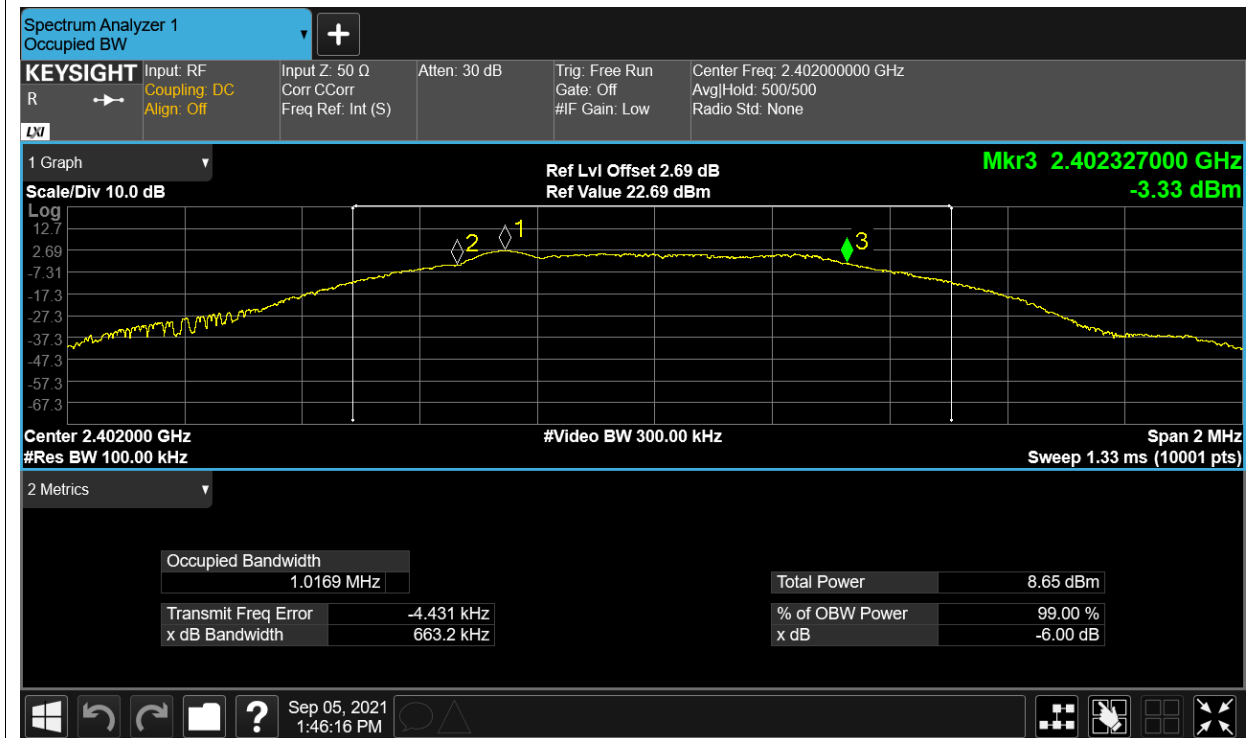 Spectrum Analyzer 1
Occupied BW
KEYSIGHT
R
LXI
Input: RF
Coupling: DC
Align: Off
Input Z: 50 Ω
Corr CCorr
Freq Ref: Int (S)
Atten: 30 dB
Trig: Free Run
Gate: Off
#IF Gain: Low
Center Freq: 2.402000000 GHz
Avg|Hold: 500/500
Radio Std: None
1 Graph
Scale/Div 10.0 dB
Ref Lvl Offset 2.69 dB
Ref Value 22.69 dBm
Mkr3 2.402327000 GHz
-3.33 dBm
Log
12.7
2.69
-7.31
-17.3
-27.3
-37.3
-47.3
-57.3
-67.3
2
1
3
Center 2.402000 GHz
#Video BW 300.00 kHz
Span 2 MHz
#Res BW 100.00 kHz
Sweep 1.33 ms (10001 pts)
2 Metrics
Occupied Bandwidth
1.0169 MHz
Total Power 8.65 dBm
Transmit Freq Error -4.431 kHz
% of OBW Power 99.00 %
x dB Bandwidth 663.2 kHz
x dB -6.00 dB
?
Sep 05, 2021
1:46:16 PM